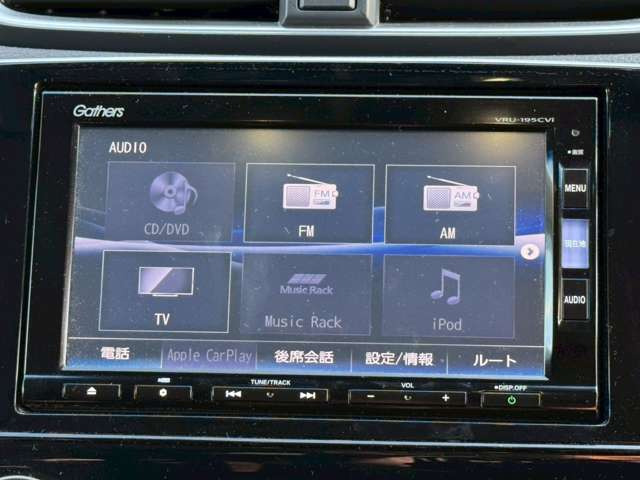 Gathers
VRU-195CVi
AUDIO
CD/DVD
FM
FM
AM
AM
TV
Music Rack
Music Rack
iPod
電話
Apple CarPlay
後席会話
設定/情報
ルート
MENU
現在地
AUDIO
TUNE/TRACK
VOL
DISP.OFF